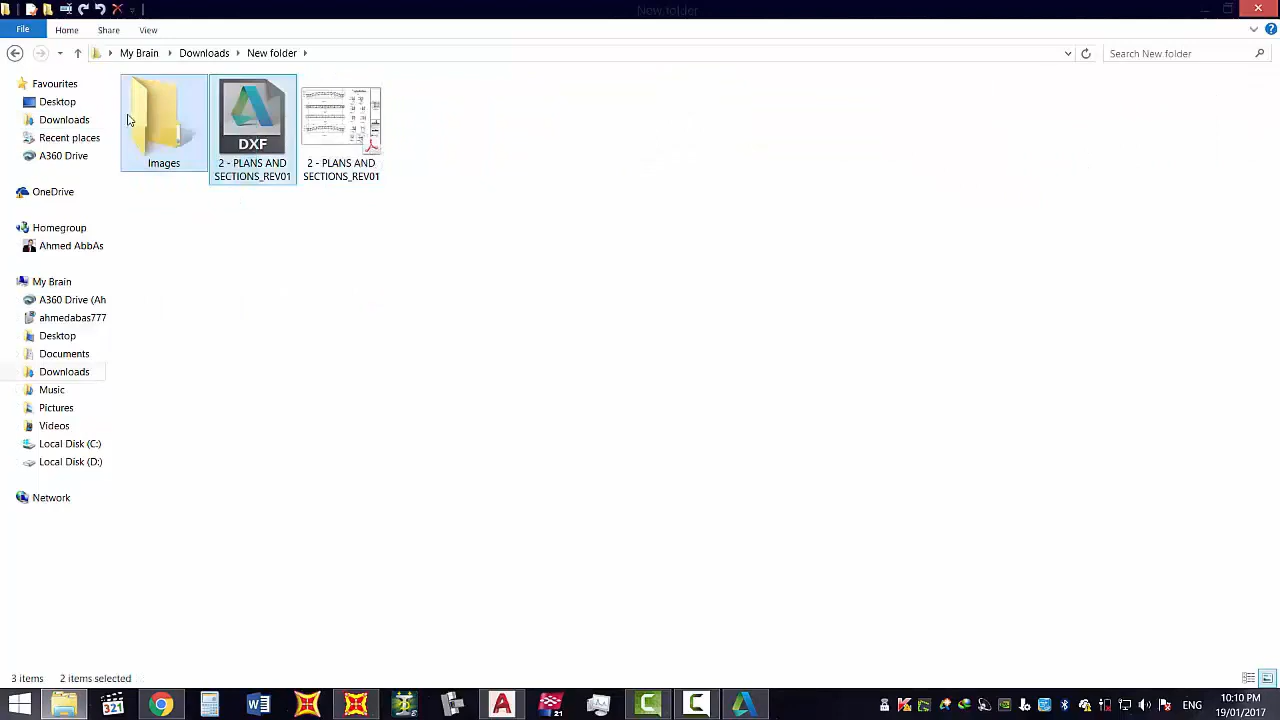 New folder
File
Home
Share
View
My Brain
Downloads
New folder
Search New folder
Favourites
Desktop
Downloads
Recent places
A360 Drive
OneDrive
Homegroup
Ahmed AbbAs
My Brain
A360 Drive (Ah
ahmedabas777
Desktop
Documents
Downloads
Music
Pictures
Videos
Local Disk (C:)
Local Disk (D:)
Network
Images
DXF
2 - PLANS AND
SECTIONS_REV01
2 - PLANS AND
SECTIONS_REV01
3 items
2 items selected
321
21
ENG
10:10 PM
19/01/2017